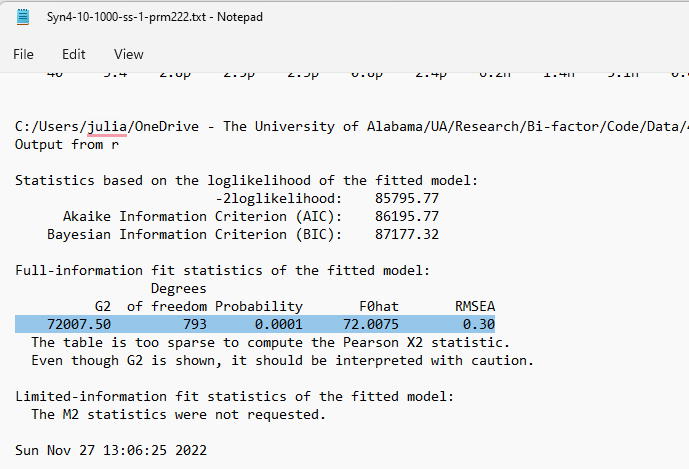 Syn4-10-1000-ss-1-prm222.txt - Notepad
File Edit View
C:/Users/julia/OneDrive - The University of Alabama/UA/Research/Bi-factor/Code/Data/
Output from r
Statistics based on the loglikelihood of the fitted model:
-2loglikelihood: 85795.77
Akaike Information Criterion (AIC): 86195.77
Bayesian Information Criterion (BIC): 87177.32
Full-information fit statistics of the fitted model:
Degrees
G2 of freedom Probability F0hat RMSEA
72007.50 793 0.0001 72.0075 0.30
The table is too sparse to compute the Pearson X2 statistic.
Even though G2 is shown, it should be interpreted with caution.
Limited-information fit statistics of the fitted model:
The M2 statistics were not requested.
Sun Nov 27 13:06:25 2022